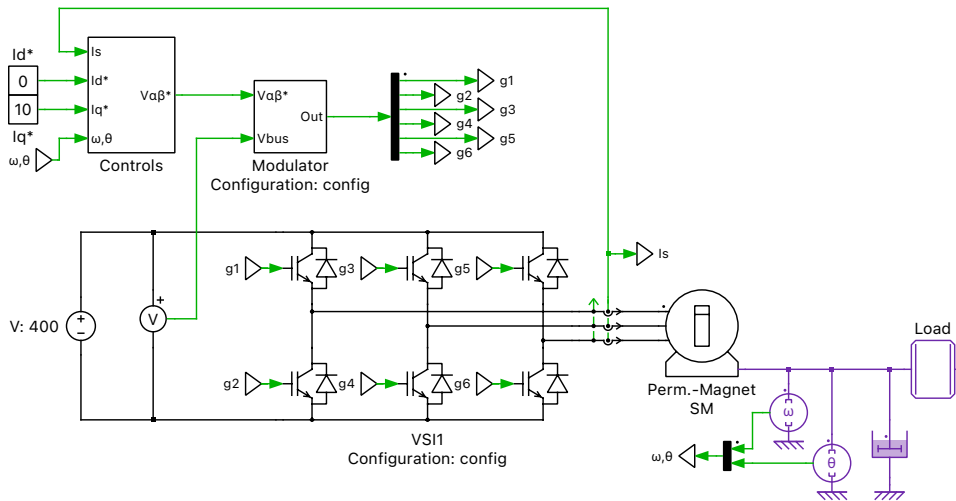 Id*
0
10
Iq*
ω,θ
Is
Id*
Iq*
ω,θ
Vαβ*
Controls
Vαβ*
Vbus
Out
Modulator
Configuration: config
g1
g2
g3
g4
g5
g6
V: 400
+
−
+
V
g1
g3
g5
g2
g4
g6
VSI1
Configuration: config
Is
Perm.-Magnet
SM
Load
ω
θ
ω,θ